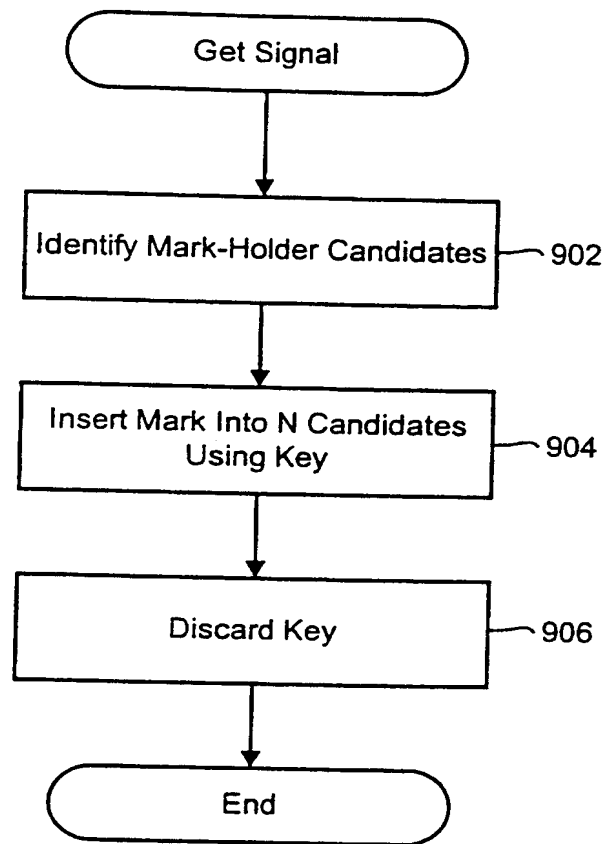 Get Signal
Identify Mark-Holder Candidates
902
Insert Mark Into N Candidates
Using Key
904
Discard Key
906
End